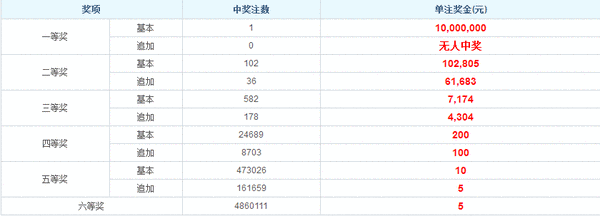 奖项 中奖注数 单注奖金(元)
一等奖 基本 1 10,000,000
追加 0 无人中奖
二等奖 基本 102 102,805
追加 36 61,683
三等奖 基本 582 7,174
追加 178 4,304
四等奖 基本 24689 200
追加 8703 100
五等奖 基本 473026 10
追加 161659 5
六等奖 4860111 5